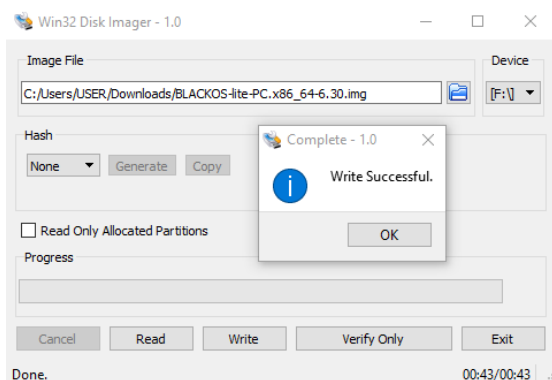 Win32 Disk Imager - 1.0
Image File
Device
C:/Users/USER/Downloads/BLACKOS-lite-PC.x86_64-6.30.img
[F:\]
Hash
None
Generate
Copy
Complete - 1.0
Write Successful.
OK
Read Only Allocated Partitions
Progress
Cancel
Read
Write
Verify Only
Exit
Done.
00:43/00:43